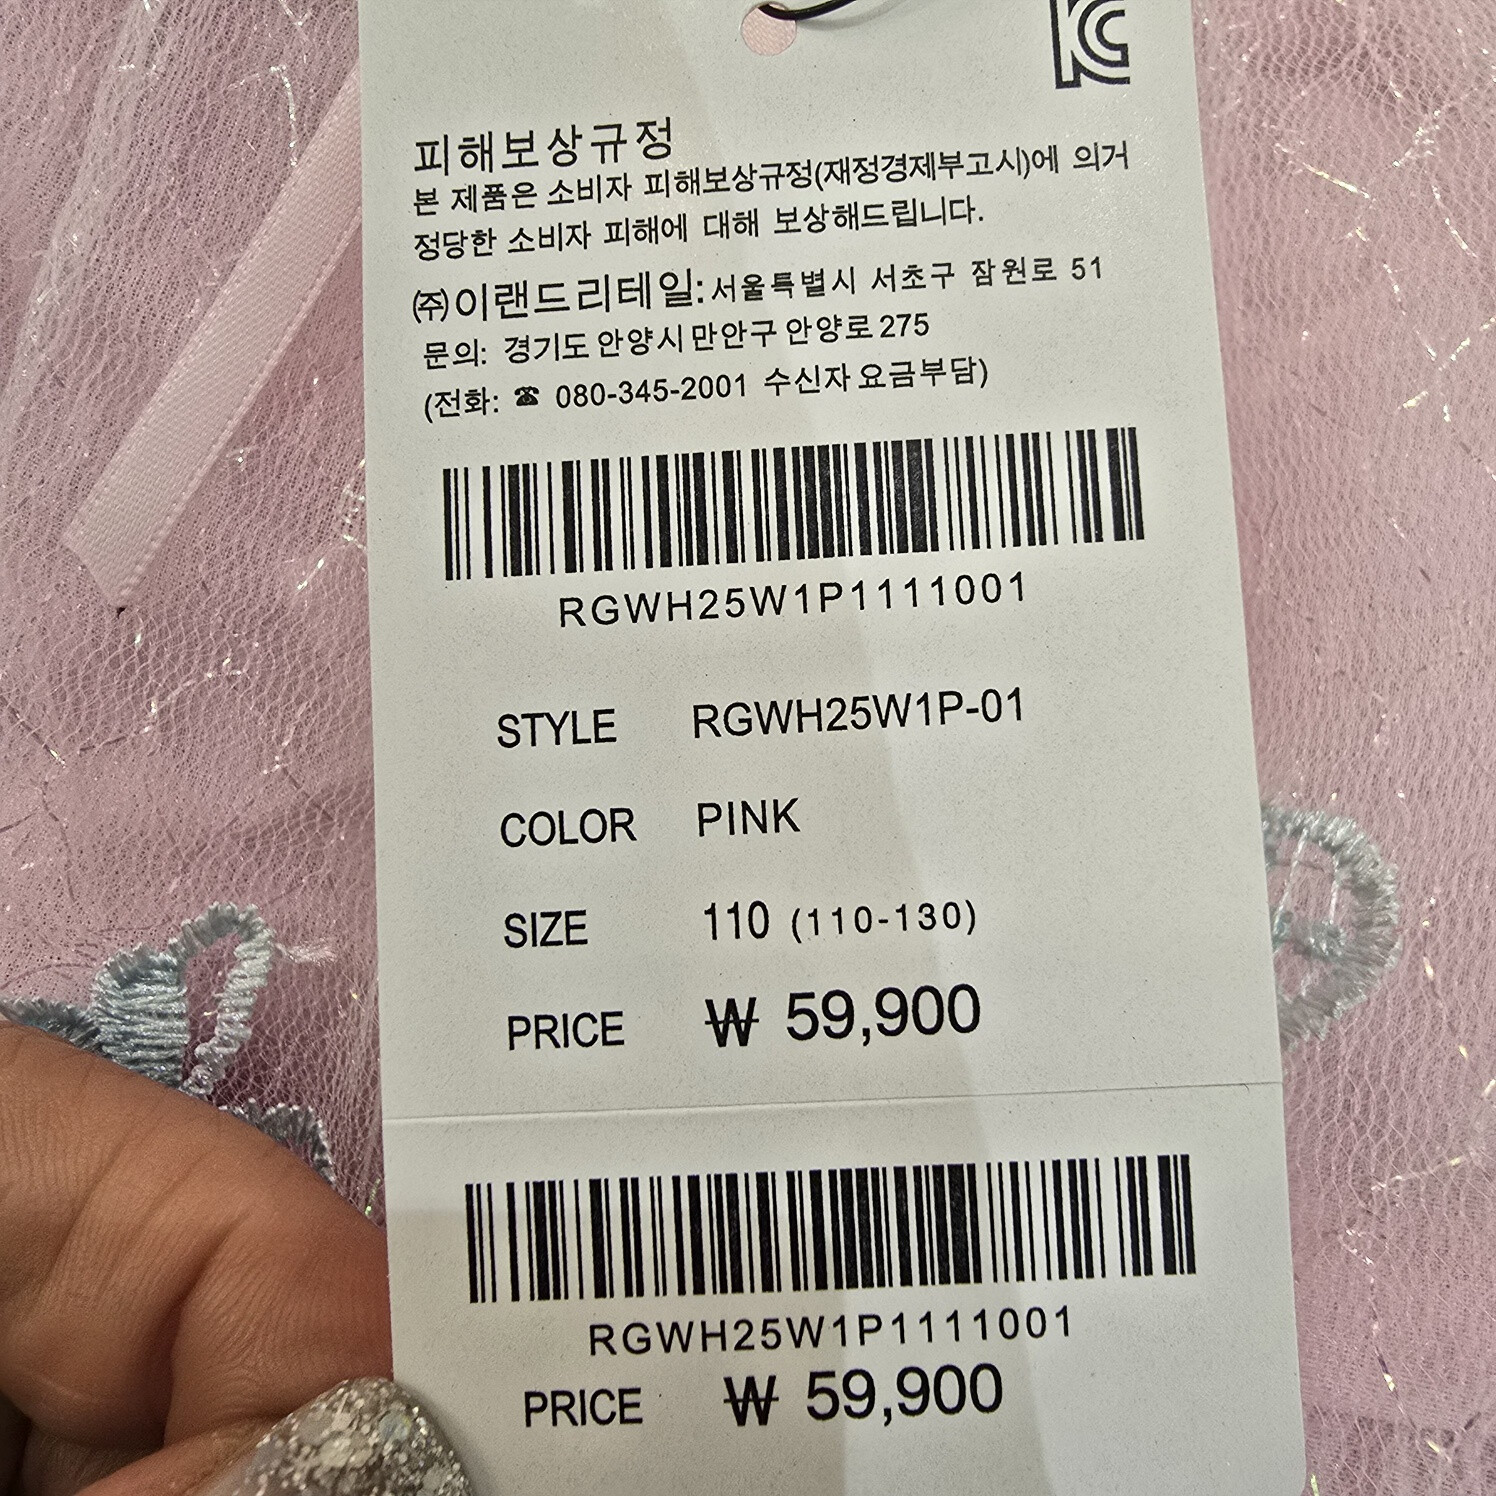 KC
피해보상규정
본 제품은 소비자 피해보상규정(재정경제부고시)에 의거
정당한 소비자 피해에 대해 보상해드립니다.
㈜이랜드리테일:서울특별시 서초구 잠원로 51
문의: 경기도 안양시 만안구 안양로 275
(전화: ☎ 080-345-2001 수신자 요금부담)
RGWH25W1P1111001
STYLE RGWH25W1P-01
COLOR PINK
SIZE 110 (110-130)
PRICE ₩ 59,900
RGWH25W1P1111001
PRICE ₩ 59,900